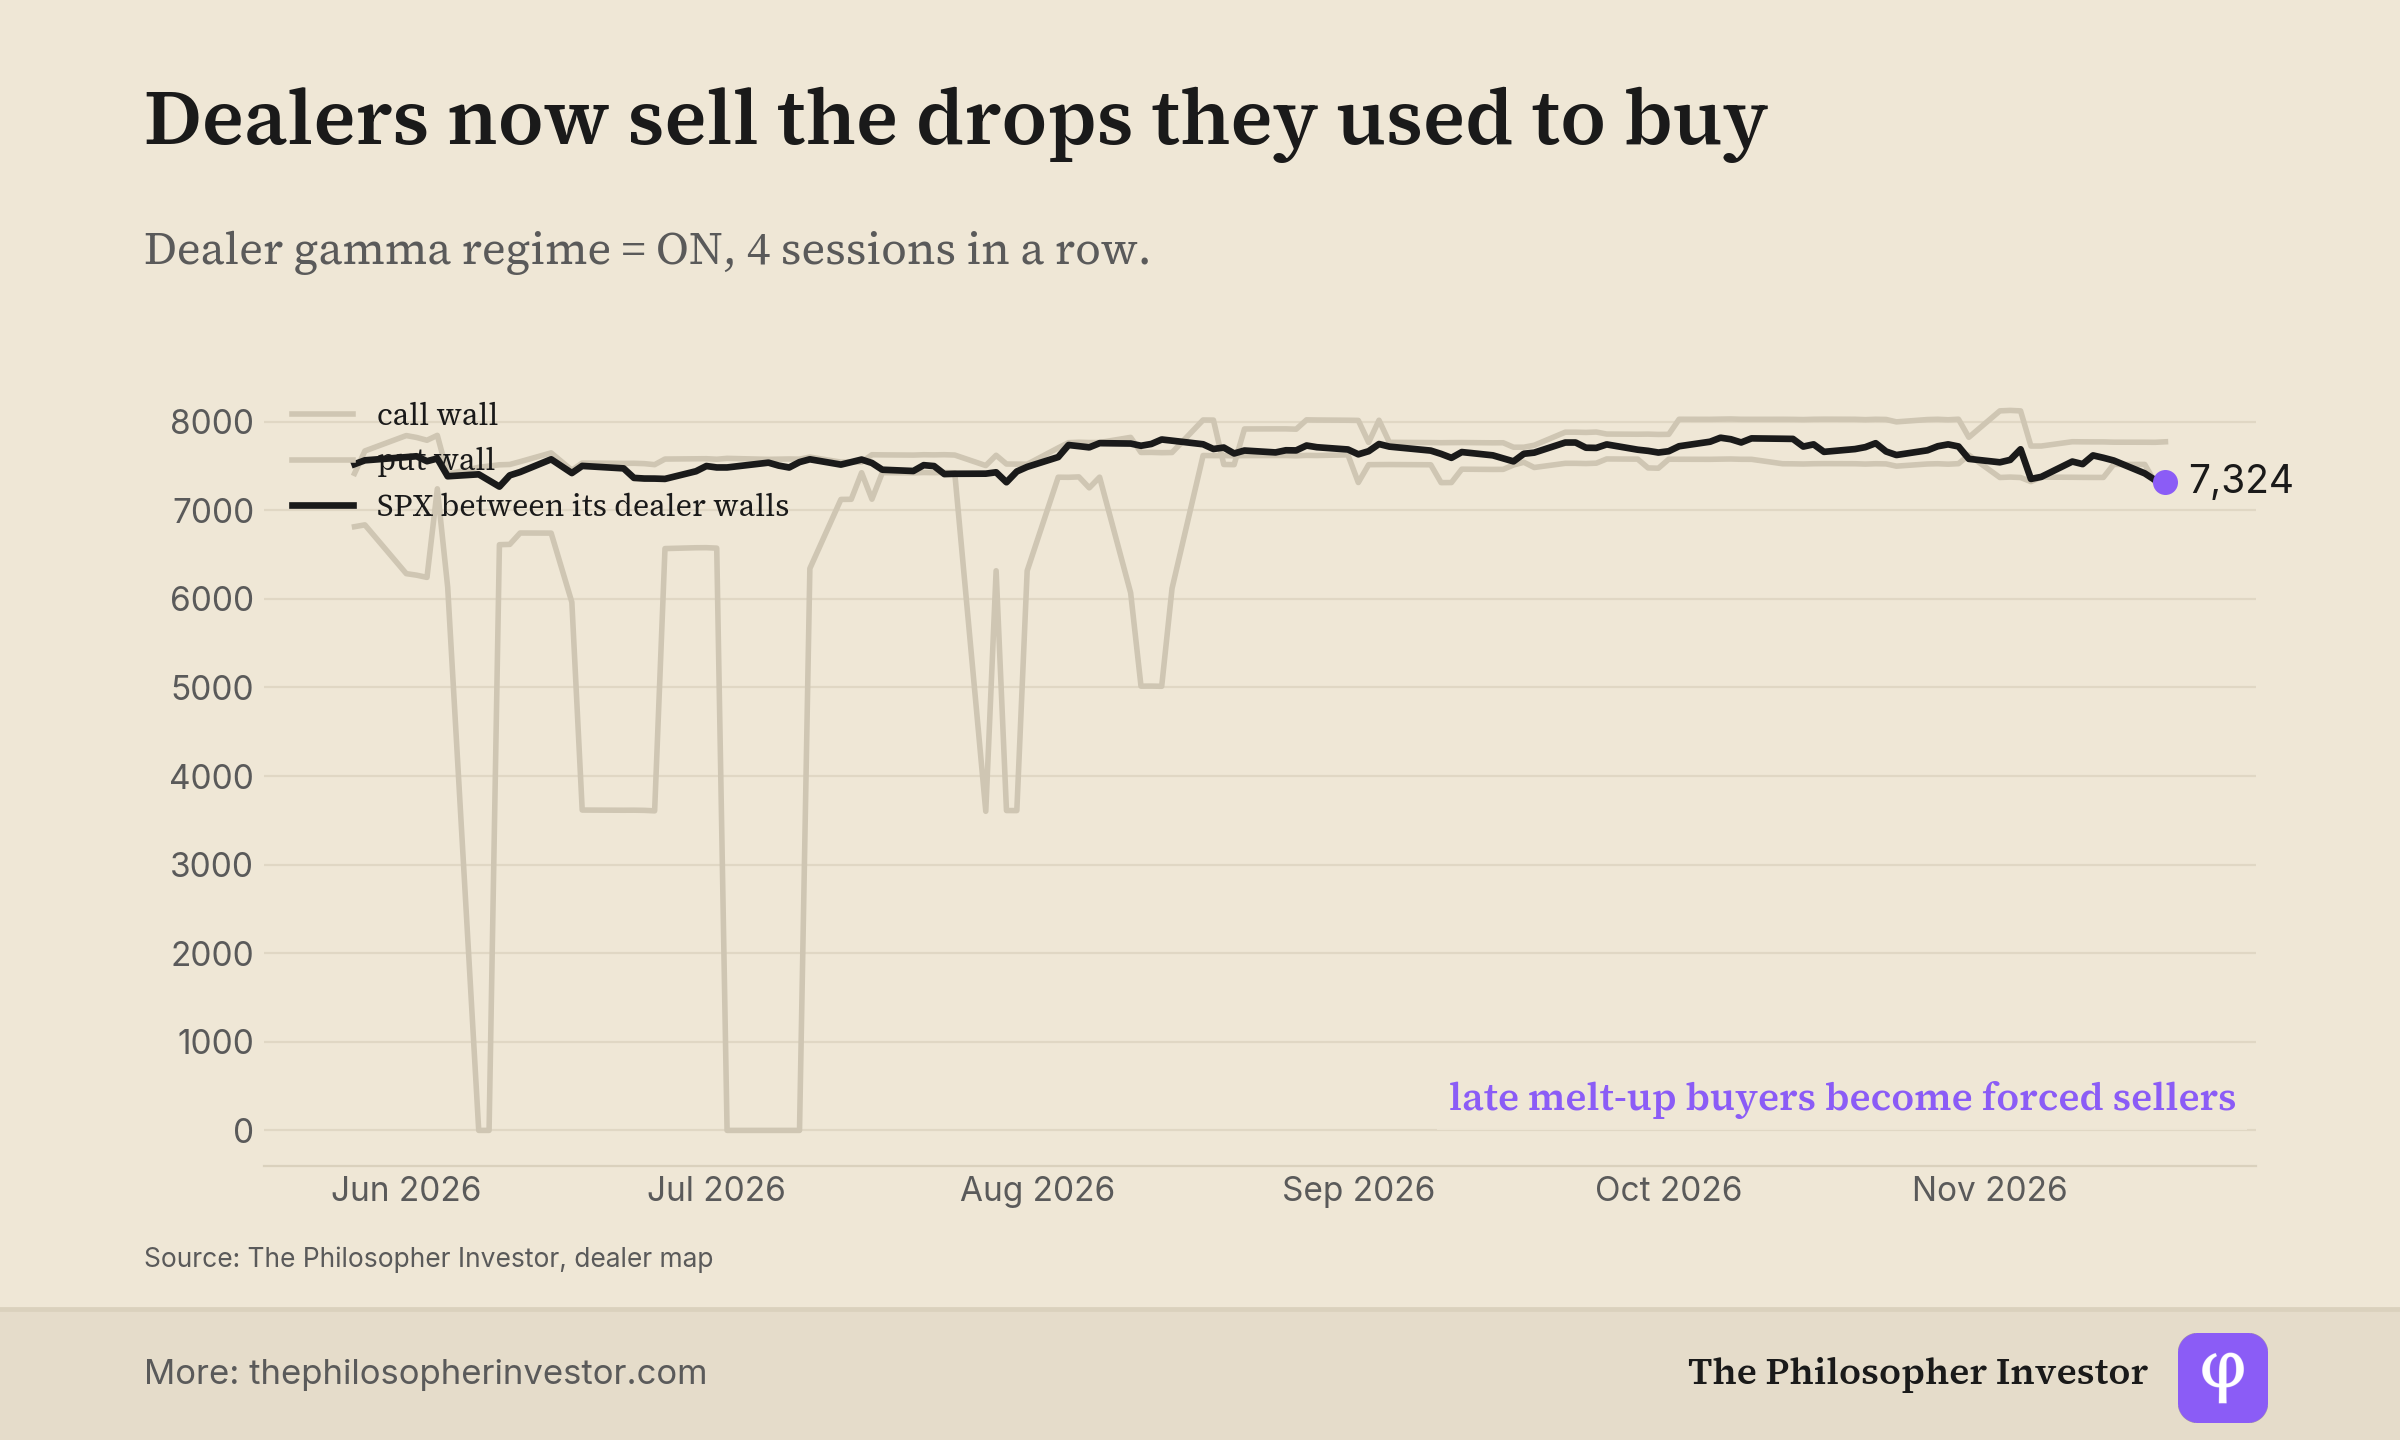 Dealers now sell the drops they used to buy
Dealer gamma regime = ON, 4 sessions in a row.
call wall
put wall
SPX between its dealer walls
8000
7000
6000
5000
4000
3000
2000
1000
0
7,324
late melt-up buyers become forced sellers
Jun 2026
Jul 2026
Aug 2026
Sep 2026
Oct 2026
Nov 2026
Source: The Philosopher Investor, dealer map
More: thephilosopherinvestor.com
The Philosopher Investor
φ